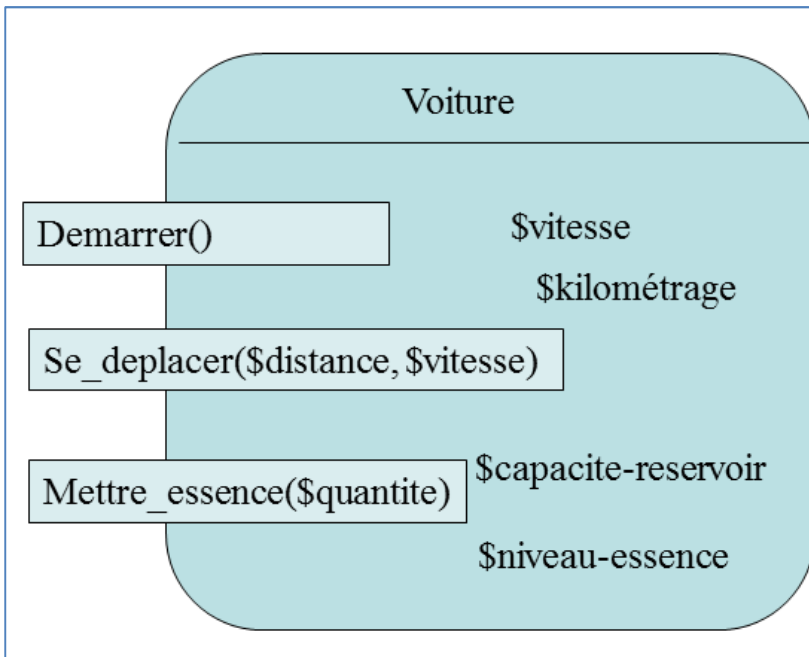 Voiture
Demarrer()
$vitesse
$kilométrage
Se_deplacer($distance, $vitesse)
$capacite-reservoir
Mettre_essence($quantite)
$niveau-essence